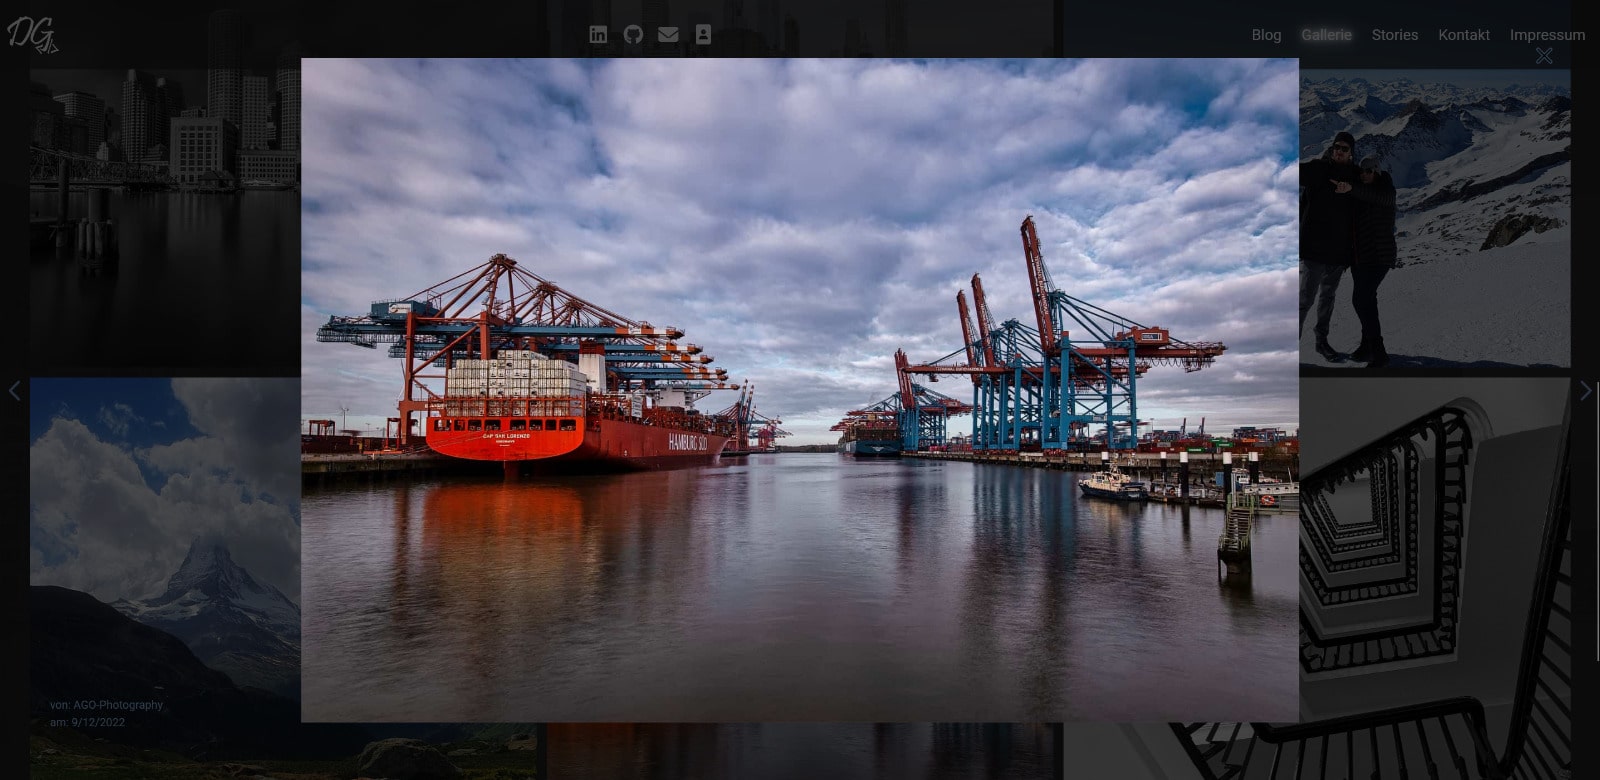 DG
Blog Gallerie Stories Kontakt Impressum
CAP SAN LORENZO
HAMBURG SÜD
von: AGO-Photography
am: 9/12/2022